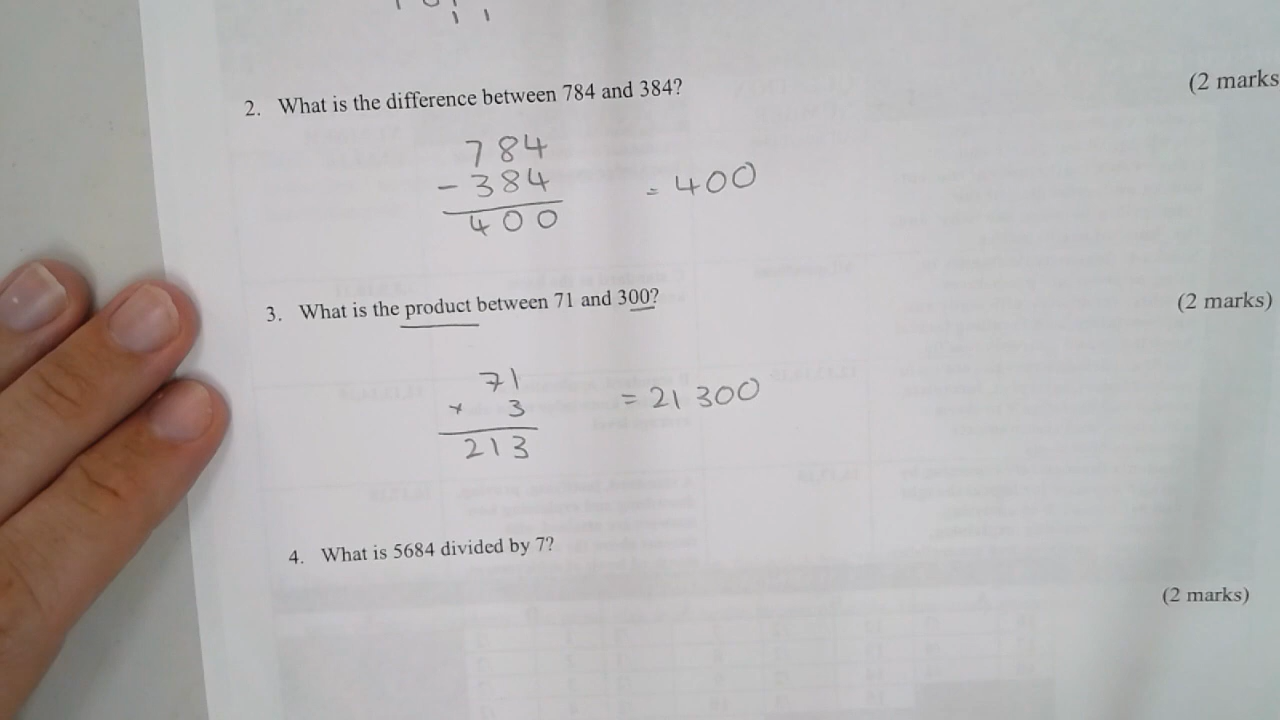 2. What is the difference between 784 and 384?
(2 marks
784
- 384
400
= 400
3. What is the product between 71 and 300?
(2 marks)
71
× 3
213
= 21 300
4. What is 5684 divided by 7?
(2 marks)